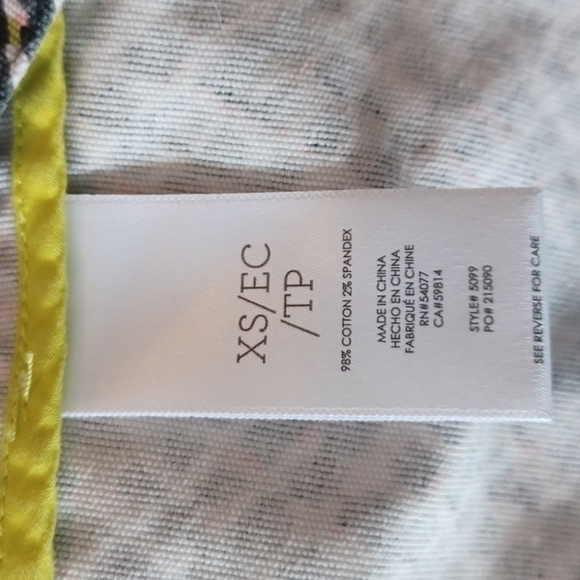 XS/EC
/TP
98% COTTON 2% SPANDEX
MADE IN CHINA
HECHO EN CHINA
FABRIQUÉ EN CHINE
RN#54077
CA#59814
STYLE# 5099
PO# 215090
SEE REVERSE FOR CARE